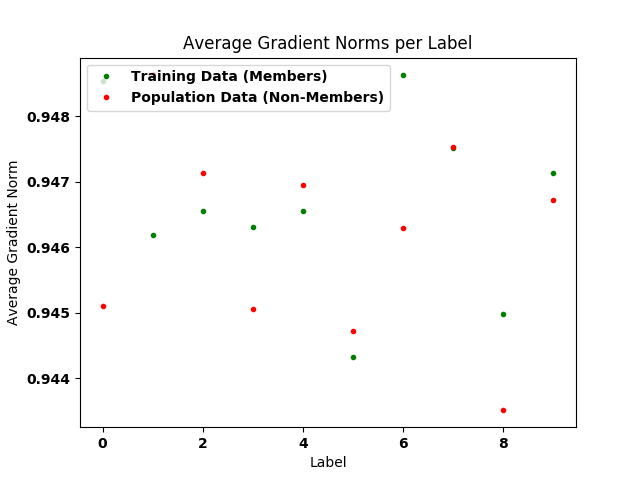 Average Gradient Norms per Label
Training Data (Members)
Population Data (Non-Members)
0.948
0.947
0.946
0.945
0.944
Average Gradient Norm
0 2 4 6 8
Label